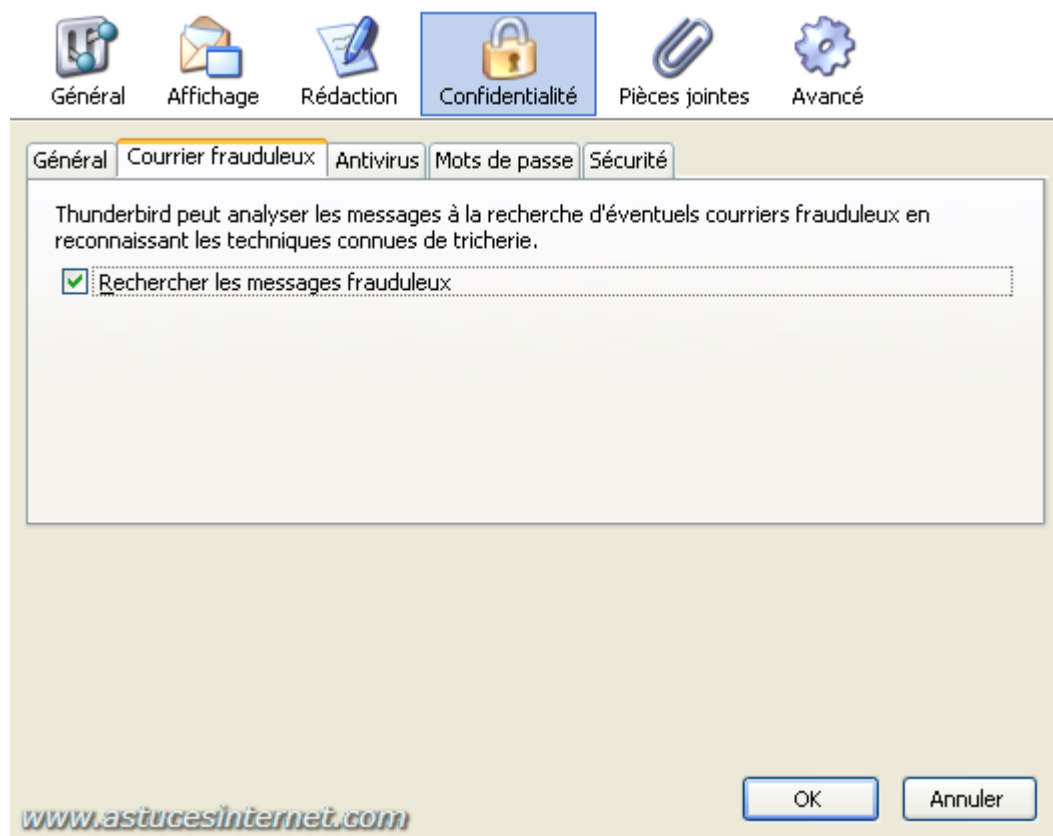 Général Affichage Rédaction Confidentialité Pièces jointes Avancé
Général Courrier frauduleux Antivirus Mots de passe Sécurité
Thunderbird peut analyser les messages à la recherche d'éventuels courriers frauduleux en
reconnaissant les techniques connues de tricherie.
Rechercher les messages frauduleux
OK Annuler
www.astucesinternet.com